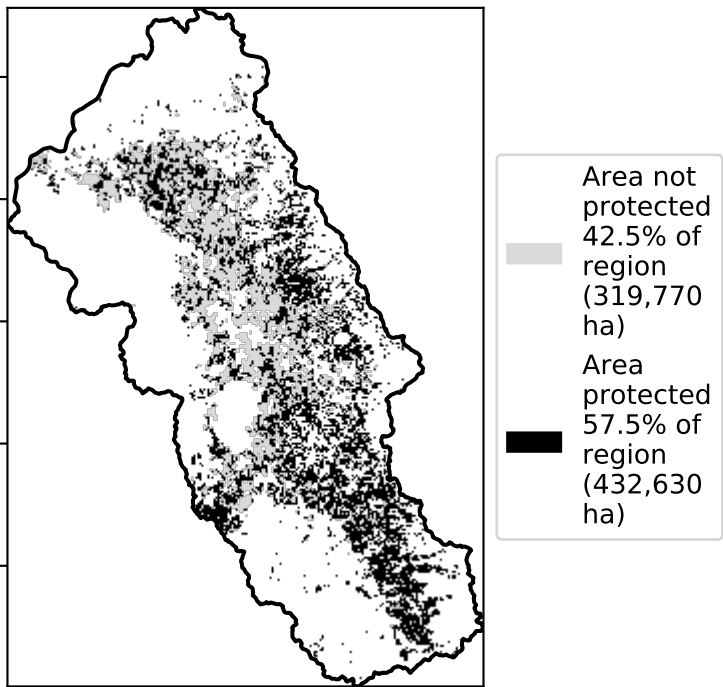 Area not
protected
42.5% of
region
(319,770
ha)
Area
protected
57.5% of
region
(432,630
ha)